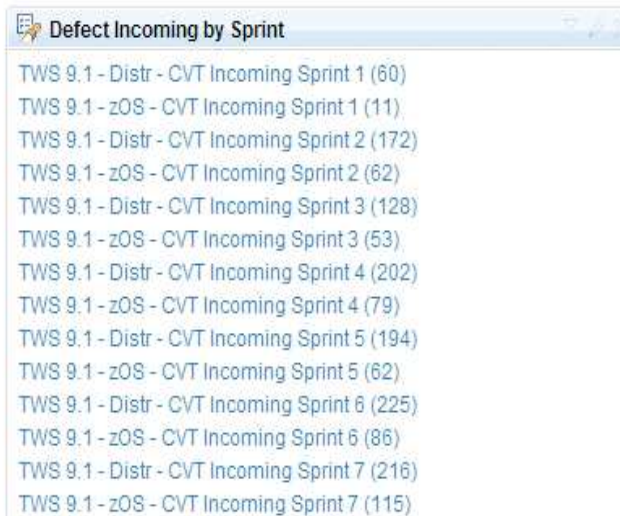 Defect Incoming by Sprint
TWS 9.1 - Distr - CVT Incoming Sprint 1 (60)
TWS 9.1 - zOS - CVT Incoming Sprint 1 (11)
TWS 9.1 - Distr - CVT Incoming Sprint 2 (172)
TWS 9.1 - zOS - CVT Incoming Sprint 2 (62)
TWS 9.1 - Distr - CVT Incoming Sprint 3 (128)
TWS 9.1 - zOS - CVT Incoming Sprint 3 (53)
TWS 9.1 - Distr - CVT Incoming Sprint 4 (202)
TWS 9.1 - zOS - CVT Incoming Sprint 4 (79)
TWS 9.1 - Distr - CVT Incoming Sprint 5 (194)
TWS 9.1 - zOS - CVT Incoming Sprint 5 (62)
TWS 9.1 - Distr - CVT Incoming Sprint 6 (225)
TWS 9.1 - zOS - CVT Incoming Sprint 6 (86)
TWS 9.1 - Distr - CVT Incoming Sprint 7 (216)
TWS 9.1 - zOS - CVT Incoming Sprint 7 (115)